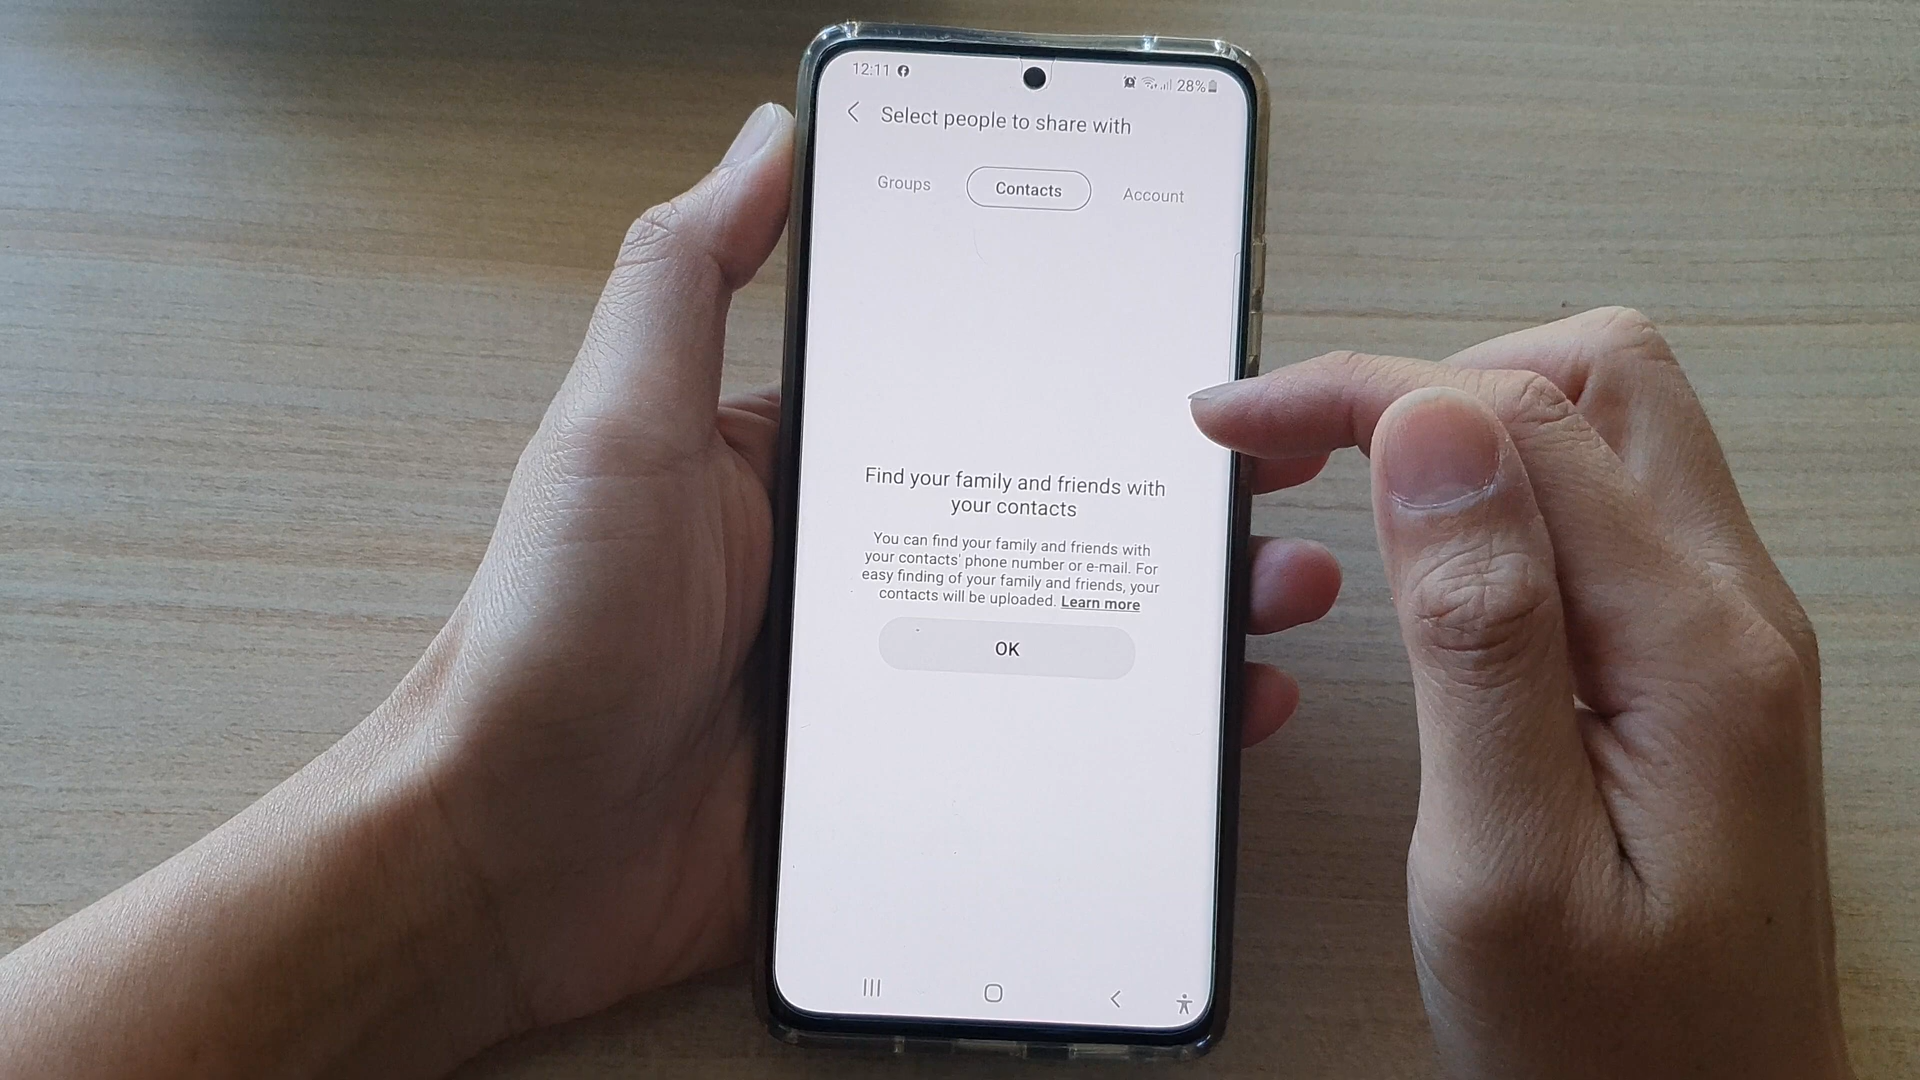 12:11 28%
Select people to share with
Groups Contacts Account
Find your family and friends with
your contacts
You can find your family and friends with
your contacts' phone number or e-mail. For
easy finding of your family and friends, your
contacts will be uploaded. Learn more
OK